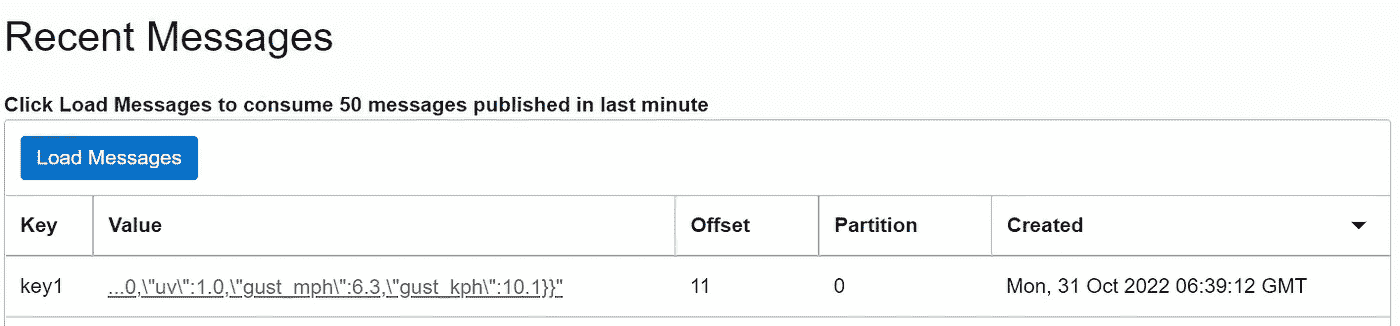 Recent Messages
Click Load Messages to consume 50 messages published in last minute
Load Messages
Key Value Offset Partition Created
key1 ...0,\"uv\":1.0,\"gust_mph\":6.3,\"gust_kph\":10.1}}" 11 0 Mon, 31 Oct 2022 06:39:12 GMT